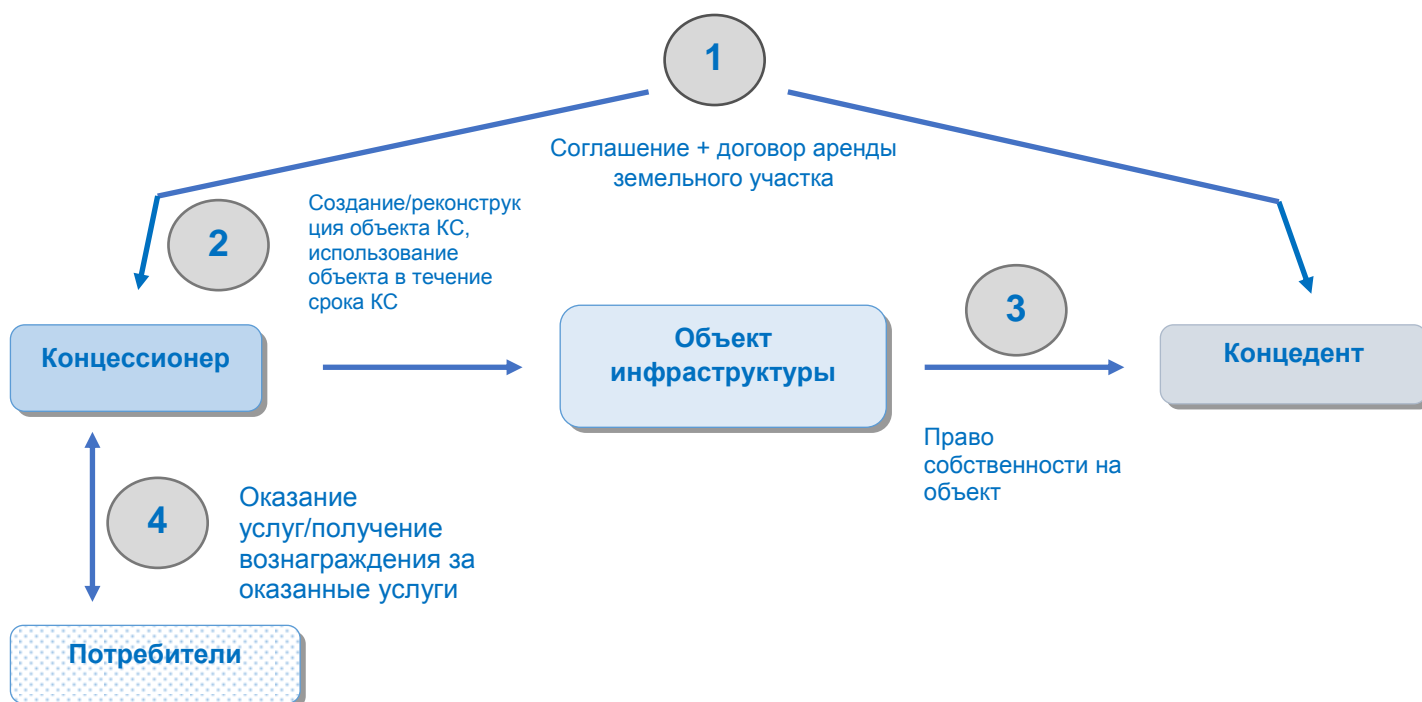 1
Соглашение + договор аренды
земельного участка
2
Создание/реконструк
ция объекта КС,
использование
объекта в течение
срока КС
3
Концессионер
Объект
инфраструктуры
Концедент
Право
собственности на
объект
4
Оказание
услуг/получение
вознаграждения за
оказанные услуги
Потребители